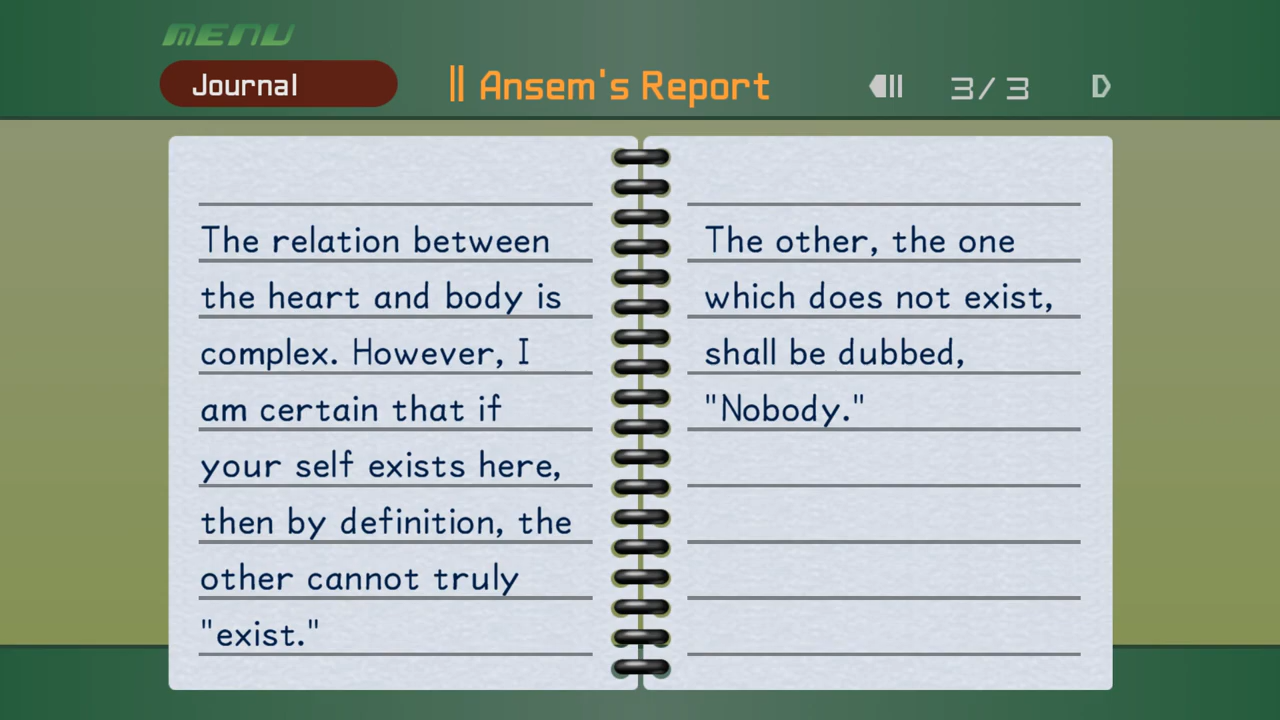 MENU
Journal
Ansem's Report
3/3
The relation between
the heart and body is
complex. However, I
am certain that if
your self exists here,
then by definition, the
other cannot truly
"exist."
The other, the one
which does not exist,
shall be dubbed,
"Nobody."